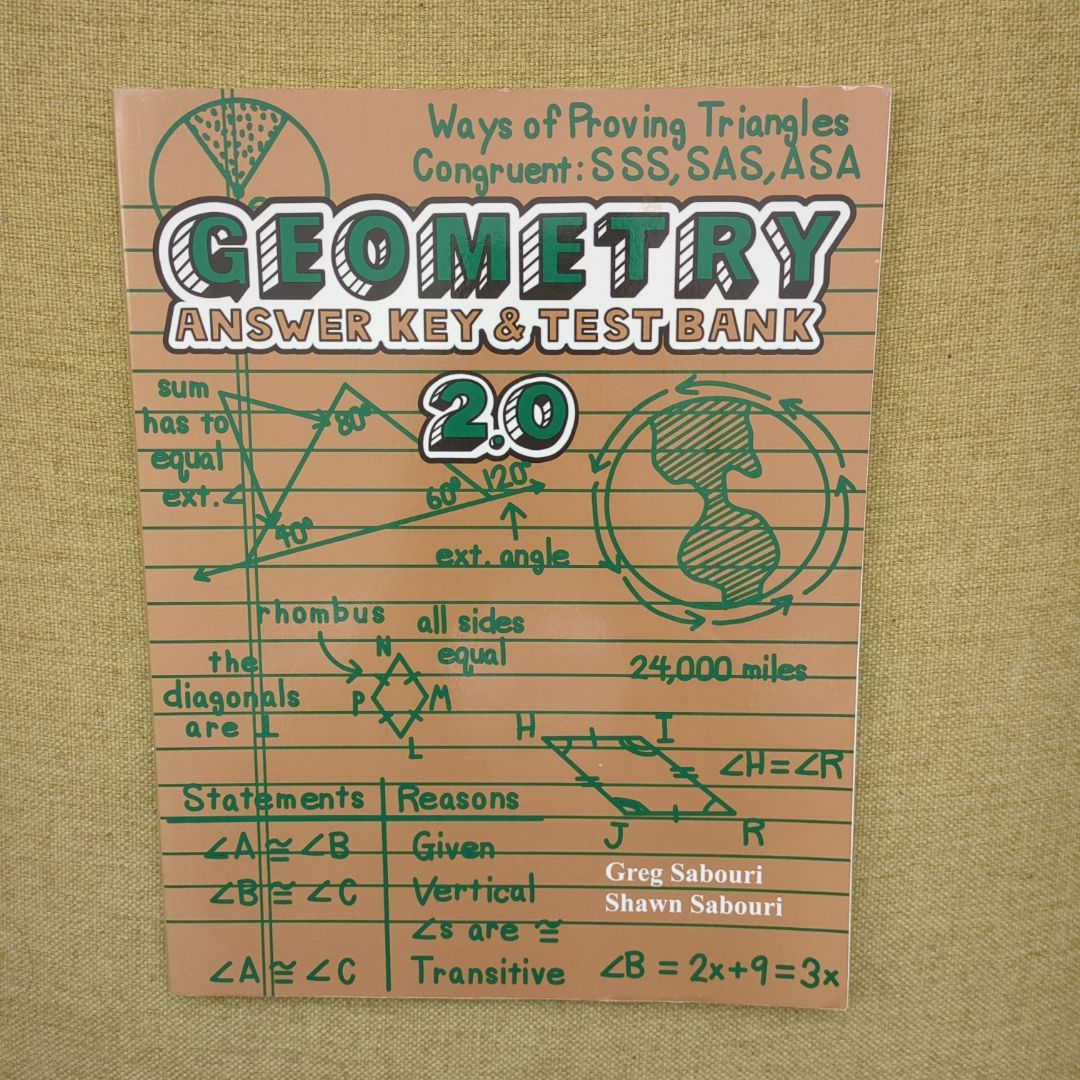 Ways of Proving Triangles
Congruent: SSS, SAS, ASA
GEOMETRY
ANSWER KEY & TEST BANK
2.0
sum
has to
equal
ext. ∠
80°
60°
120°
40°
ext. angle
rhombus
all sides
equal
the
diagonals
are ⊥
N
P
M
L
24,000 miles
H
I
∠H=∠R
J
R
Statements
Reasons
∠A ≅ ∠B
Given
∠B ≅ ∠C
Vertical
∠s are ≅
∠A ≅ ∠C
Transitive
Greg Sabouri
Shawn Sabouri
∠B = 2x+9=3x